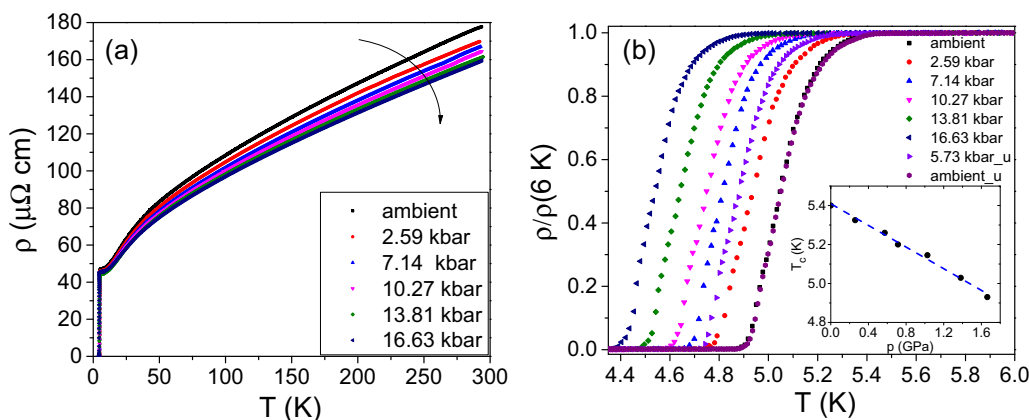 (a)
180
160
140
120
100
80
60
40
20
0
ρ (μΩ cm)
0 50 100 150 200 250 300
T (K)
ambient
2.59 kbar
7.14 kbar
10.27 kbar
13.81 kbar
16.63 kbar
(b)
1.0
0.8
0.6
0.4
0.2
0.0
ρ/ρ(6 K)
4.4 4.6 4.8 5.0 5.2 5.4 5.6 5.8 6.0
T (K)
ambient
2.59 kbar
7.14 kbar
10.27 kbar
13.81 kbar
16.63 kbar
5.73 kbar_u
ambient_u
5.4
5.2
5.0
4.8
Tc (K)
0.0 0.4 0.8 1.2 1.6
p (GPa)